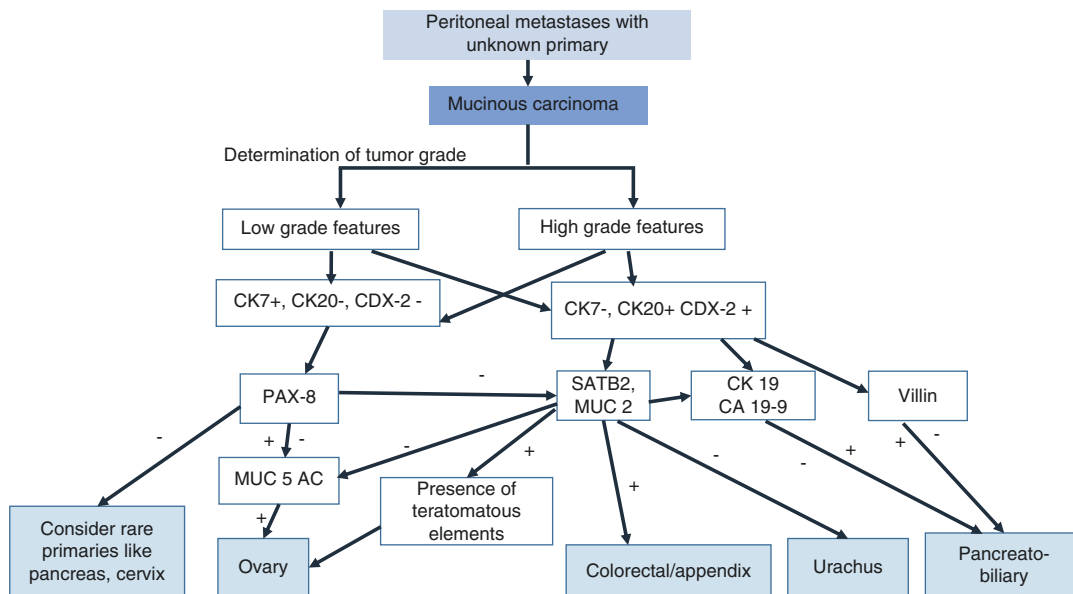 Peritoneal metastases with
unknown primary
Mucinous carcinoma
Determination of tumor grade
Low grade features
High grade features
CK7+, CK20-, CDX-2 -
CK7-, CK20+ CDX-2 +
PAX-8
-
SATB2,
MUC 2
CK 19
CA 19-9
Villin
-
+
-
-
+
-
-
+
+
-
MUC 5 AC
Presence of
teratomatous
elements
+
+
Consider rare
primaries like
pancreas, cervix
Ovary
Colorectal/appendix
Urachus
Pancreato-
biliary